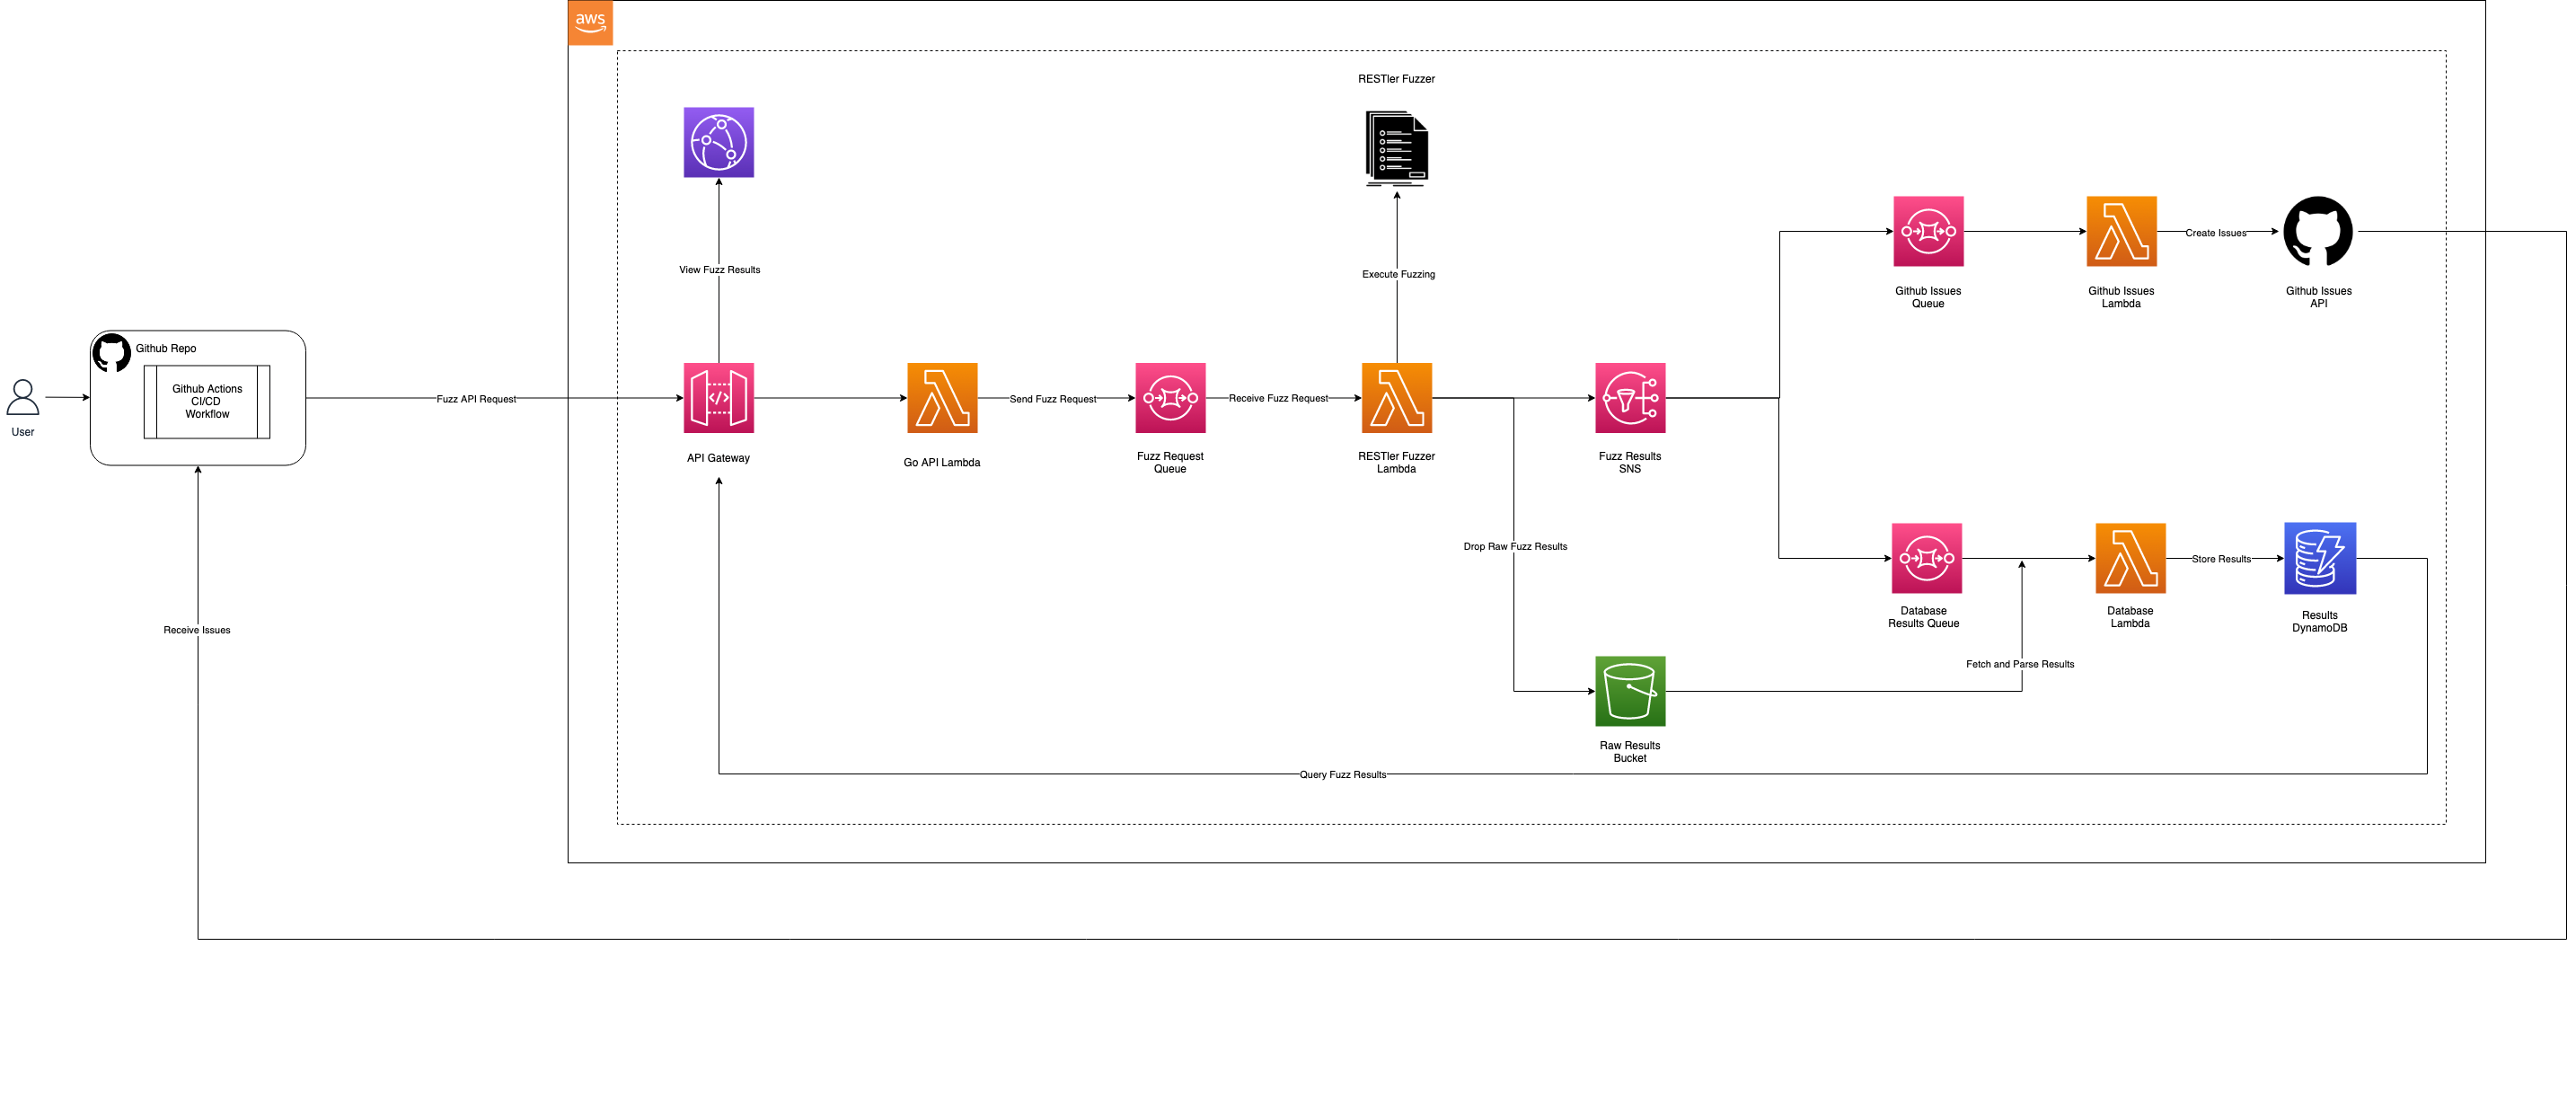 aws
RESTler Fuzzer
View Fuzz Results
Execute Fuzzing
Create Issues
Github Issues
Queue
Github Issues
Lambda
Github Issues
API
Github Repo
Github Actions
CI/CD
Workflow
User
Fuzz API Request
</>
Send Fuzz Request
Receive Fuzz Request
API Gateway
Go API Lambda
Fuzz Request
Queue
RESTler Fuzzer
Lambda
Fuzz Results
SNS
Drop Raw Fuzz Results
Store Results
Database
Results Queue
Database
Lambda
Results
DynamoDB
Receive Issues
Fetch and Parse Results
Raw Results
Bucket
Query Fuzz Results